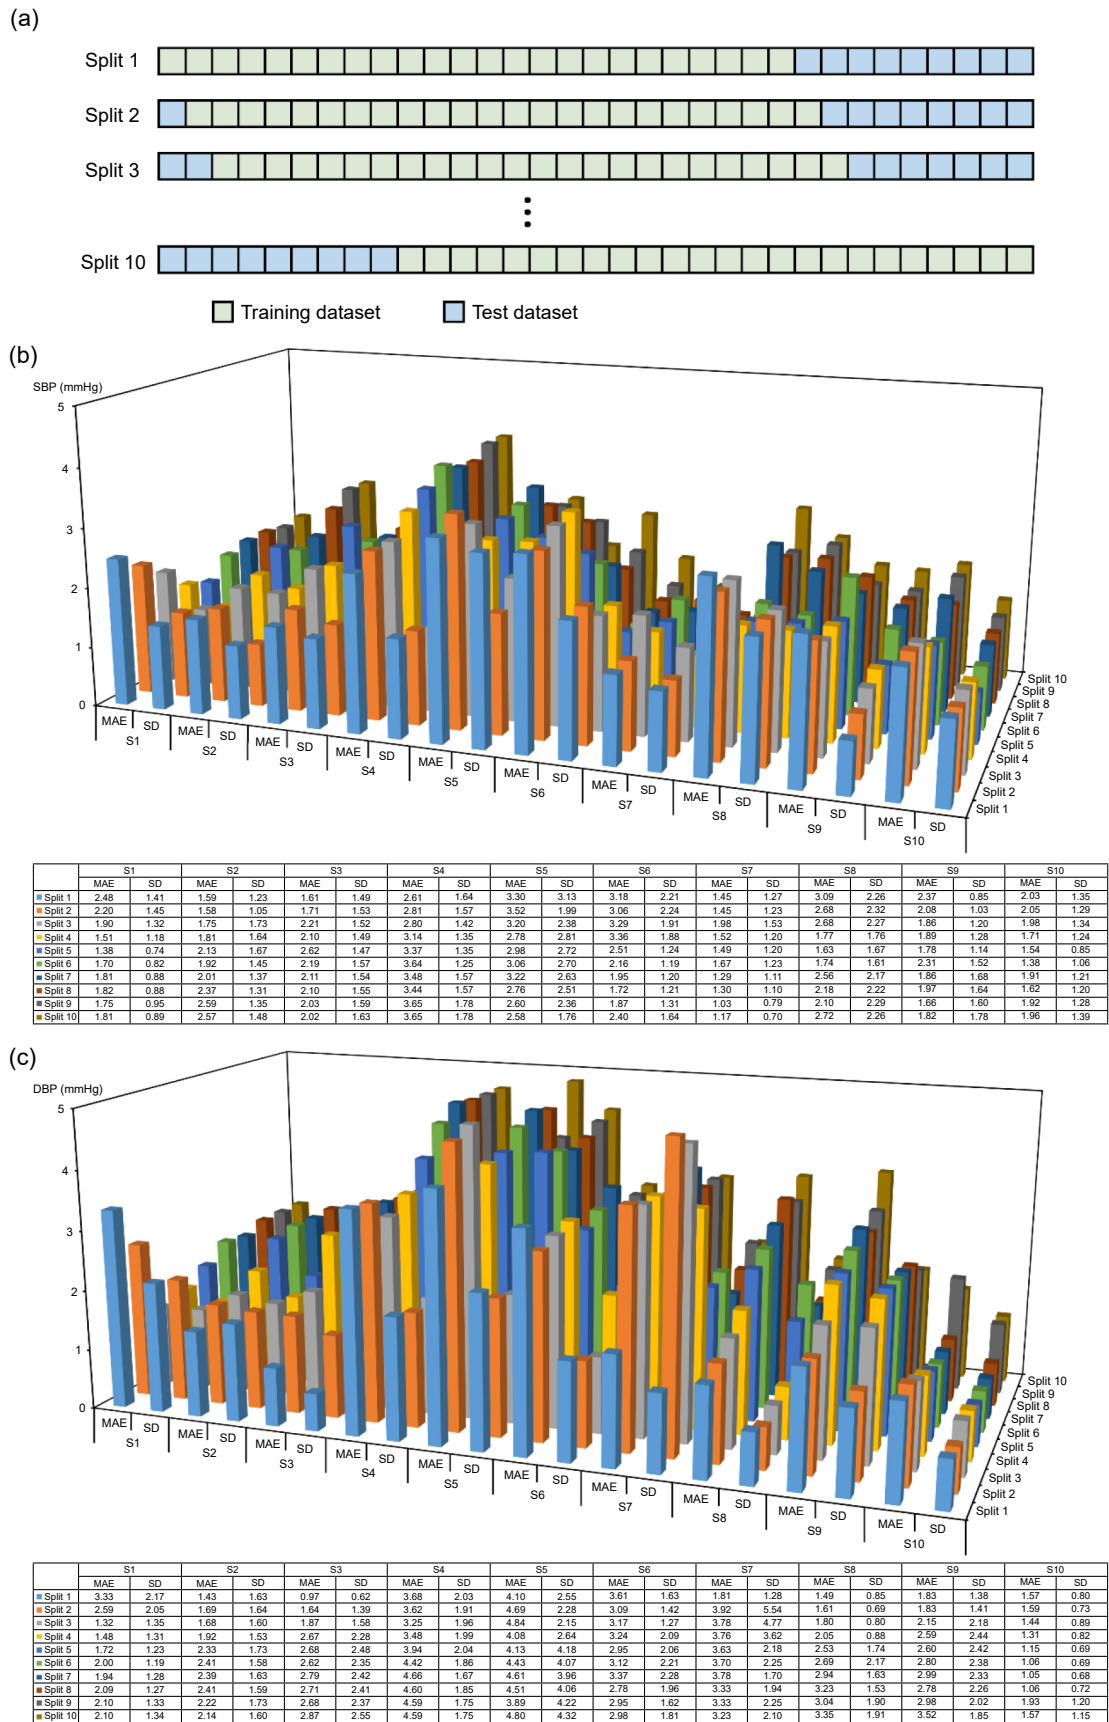 (a)
Split 1
Split 2
Split 3
Split 10
Training dataset Test dataset
(b)
SBP (mmHg)
5
4
3
2
1
0
MAE SD MAE SD MAE SD MAE SD MAE SD MAE SD MAE SD MAE SD MAE SD MAE SD
S1 S2 S3 S4 S5 S6 S7 S8 S9 S10
Split 10
Split 9
Split 8
Split 7
Split 6
Split 5
Split 4
Split 3
Split 2
Split 1
S1 S2 S3 S4 S5 S6 S7 S8 S9 S10
MAE SD MAE SD MAE SD MAE SD MAE SD MAE SD MAE SD MAE SD MAE SD MAE SD
Split 1 2.48 1.41 1.59 1.23 1.61 1.49 2.61 1.64 3.30 3.13 3.18 2.21 1.45 1.27 3.09 2.26 2.37 0.85 2.03 1.35
Split 2 2.20 1.45 1.58 1.05 1.71 1.53 2.81 1.57 3.52 1.99 3.06 2.24 1.45 1.23 2.68 2.32 2.08 1.03 2.05 1.29
Split 3 1.90 1.32 1.75 1.73 2.21 1.52 2.80 1.42 3.20 2.38 3.29 1.91 1.98 1.53 2.68 2.27 1.86 1.20 1.98 1.34
Split 4 1.51 1.18 1.81 1.64 2.10 1.49 3.14 1.35 2.78 2.81 3.36 1.88 1.52 1.20 1.77 1.76 1.89 1.28 1.71 1.24
Split 5 1.38 0.74 2.13 1.67 2.62 1.47 3.37 1.35 2.98 2.72 2.51 1.24 1.49 1.20 1.63 1.67 1.78 1.14 1.54 0.85
Split 6 1.70 0.82 1.92 1.45 2.19 1.57 3.64 1.25 3.06 2.70 2.16 1.19 1.67 1.23 1.74 1.61 2.31 1.52 1.38 1.06
Split 7 1.81 0.88 2.01 1.37 2.11 1.54 3.48 1.57 3.22 2.63 1.95 1.20 1.29 1.11 2.56 2.17 1.86 1.68 1.91 1.21
Split 8 1.82 0.88 2.37 1.31 2.10 1.55 3.44 1.57 2.76 2.51 1.72 1.21 1.30 1.10 2.18 2.22 1.97 1.64 1.62 1.20
Split 9 1.75 0.95 2.59 1.35 2.03 1.59 3.65 1.78 2.60 2.36 1.87 1.31 1.03 0.79 2.10 2.29 1.66 1.60 1.92 1.28
Split 10 1.81 0.89 2.57 1.48 2.02 1.63 3.65 1.78 2.58 1.76 2.40 1.64 1.17 0.70 2.72 2.26 1.82 1.78 1.96 1.39
(c)
DBP (mmHg)
5
4
3
2
1
0
MAE SD MAE SD MAE SD MAE SD MAE SD MAE SD MAE SD MAE SD MAE SD MAE SD
S1 S2 S3 S4 S5 S6 S7 S8 S9 S10
Split 10
Split 9
Split 8
Split 7
Split 6
Split 5
Split 4
Split 3
Split 2
Split 1
S1 S2 S3 S4 S5 S6 S7 S8 S9 S10
MAE SD MAE SD MAE SD MAE SD MAE SD MAE SD MAE SD MAE SD MAE SD MAE SD
Split 1 3.33 2.17 1.43 1.63 0.97 0.62 3.68 2.03 4.10 2.55 3.61 1.63 1.81 1.28 1.49 0.85 1.83 1.38 1.57 0.80
Split 2 2.59 2.05 1.69 1.64 1.64 1.39 3.62 1.91 4.69 2.28 3.09 1.42 3.92 5.54 1.61 0.69 1.83 1.41 1.59 0.73
Split 3 1.32 1.35 1.68 1.60 1.87 1.58 3.25 1.96 4.84 2.15 3.17 1.27 3.78 4.77 1.80 0.80 2.15 2.18 1.44 0.89
Split 4 1.48 1.31 1.92 1.53 2.67 2.28 3.48 1.99 4.08 2.64 3.24 2.09 3.76 3.62 2.05 0.88 2.59 2.44 1.31 0.82
Split 5 1.72 1.23 2.33 1.73 2.68 2.48 3.94 2.04 4.13 4.18 2.95 2.06 3.63 2.18 2.53 1.74 2.60 2.42 1.15 0.69
Split 6 2.00 1.19 2.41 1.58 2.62 2.35 4.42 1.86 4.43 4.07 3.12 2.21 3.70 2.25 2.69 2.17 2.80 2.38 1.06 0.69
Split 7 1.94 1.28 2.39 1.63 2.79 2.42 4.66 1.67 4.61 3.96 3.37 2.28 3.78 1.70 2.94 1.63 2.99 2.33 1.05 0.68
Split 8 2.09 1.27 2.41 1.59 2.71 2.41 4.60 1.85 4.51 4.06 2.78 1.96 3.33 1.94 3.23 1.53 2.78 2.26 1.06 0.72
Split 9 2.10 1.33 2.22 1.73 2.68 2.37 4.59 1.75 3.89 4.22 2.95 1.62 3.33 2.25 3.04 1.90 2.98 2.02 1.93 1.20
Split 10 2.10 1.34 2.14 1.60 2.87 2.55 4.59 1.75 4.80 4.32 2.98 1.81 3.23 2.10 3.35 1.91 3.52 1.85 1.57 1.15